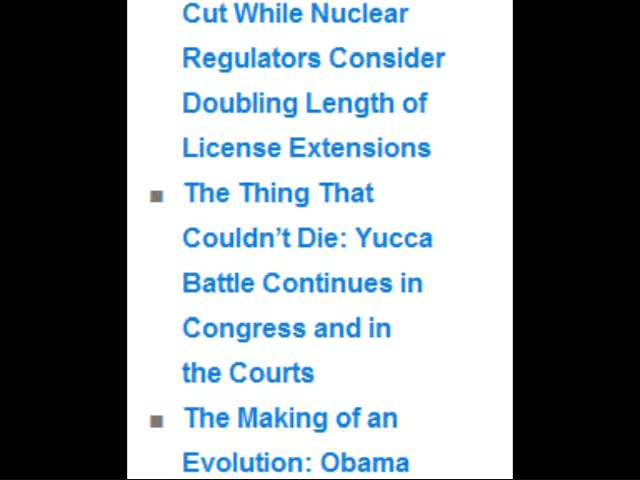 Cut While Nuclear
Regulators Consider
Doubling Length of
License Extensions
The Thing That
Couldn’t Die: Yucca
Battle Continues in
Congress and in
the Courts
The Making of an
Evolution: Obama